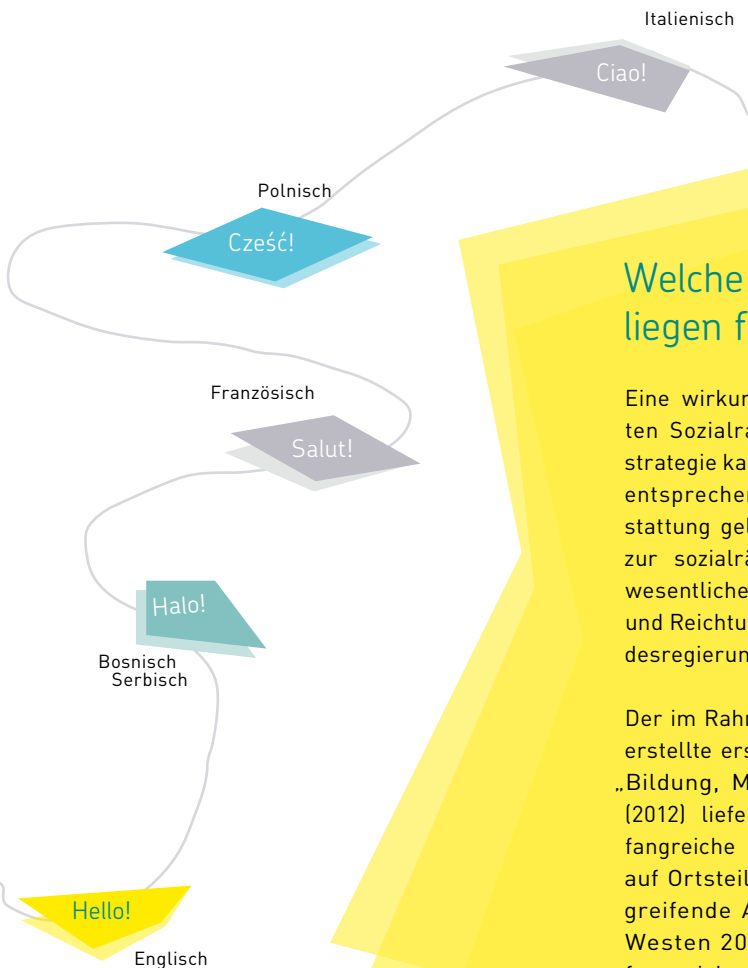 Italienisch
Ciao!
Polnisch
Cześć!
Französisch
Salut!
Halo!
Bosnisch
Serbisch
Hello!
Englisch
Welche
liegen f
Eine wirkun
ten Sozialra
strategie ka
entsprechen
stattung gel
zur sozialrä
wesentliche
und Reichtu
desregierun
Der im Rahm
erstellte ers
„Bildung, M
(2012) liefe
fangreiche
auf Ortsteil
greifende A
Westen 20